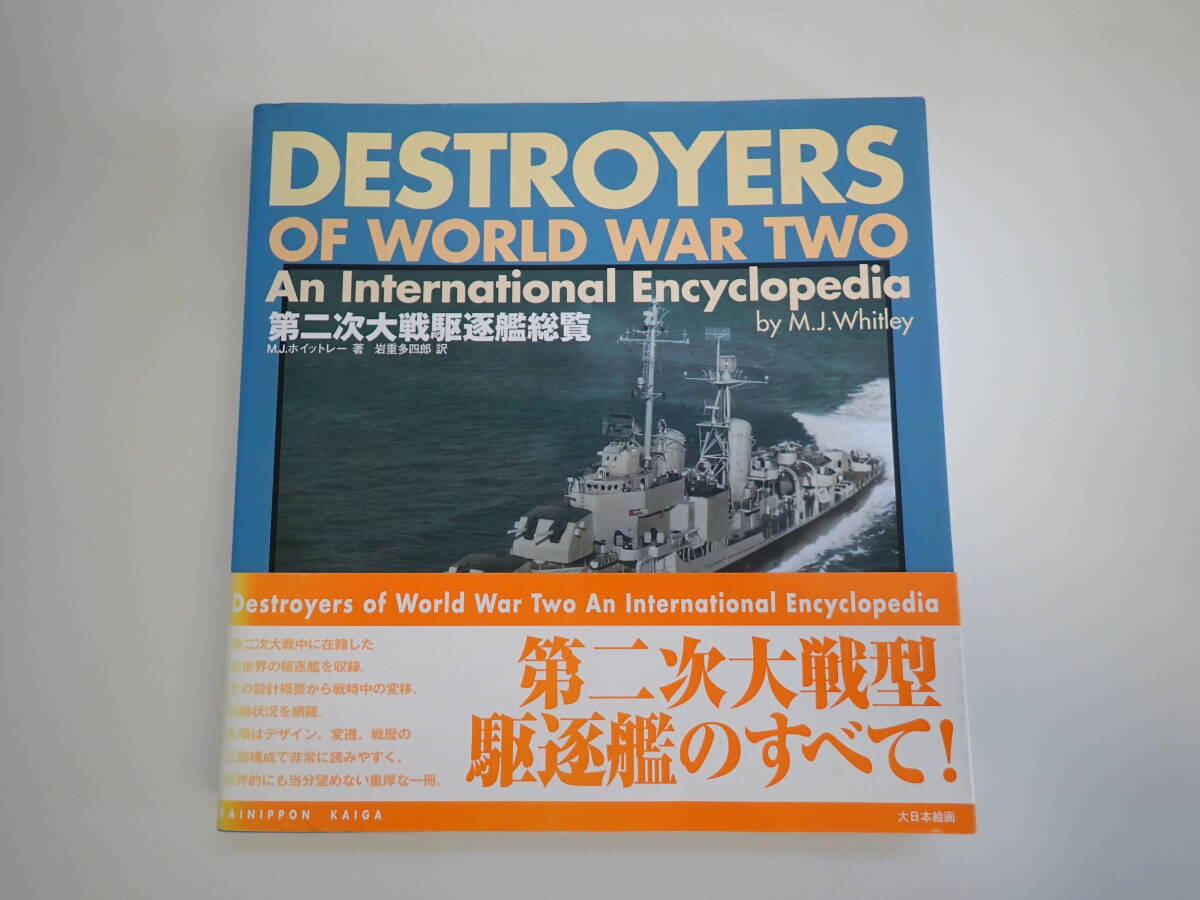 DESTROYERS
OF WORLD WAR TWO
An International Encyclopedia
by M.J.Whitley
第二次大戦駆逐艦総覧
M.J.ホイットレー 著 岩重多四郎 訳
Destroyers of World War Two An International Encyclopedia
第二次大戦中に在籍した
全世界の駆逐艦を収録。
その設計概要から戦時中の変移、
活動状況を網羅。
各項はデザイン、変遷、戦歴の
三部構成で非常に読みやすく、
世界的にも当分望めない重厚な一冊。
第二次大戦型
駆逐艦のすべて!
DAINIPPON KAIGA
大日本絵画